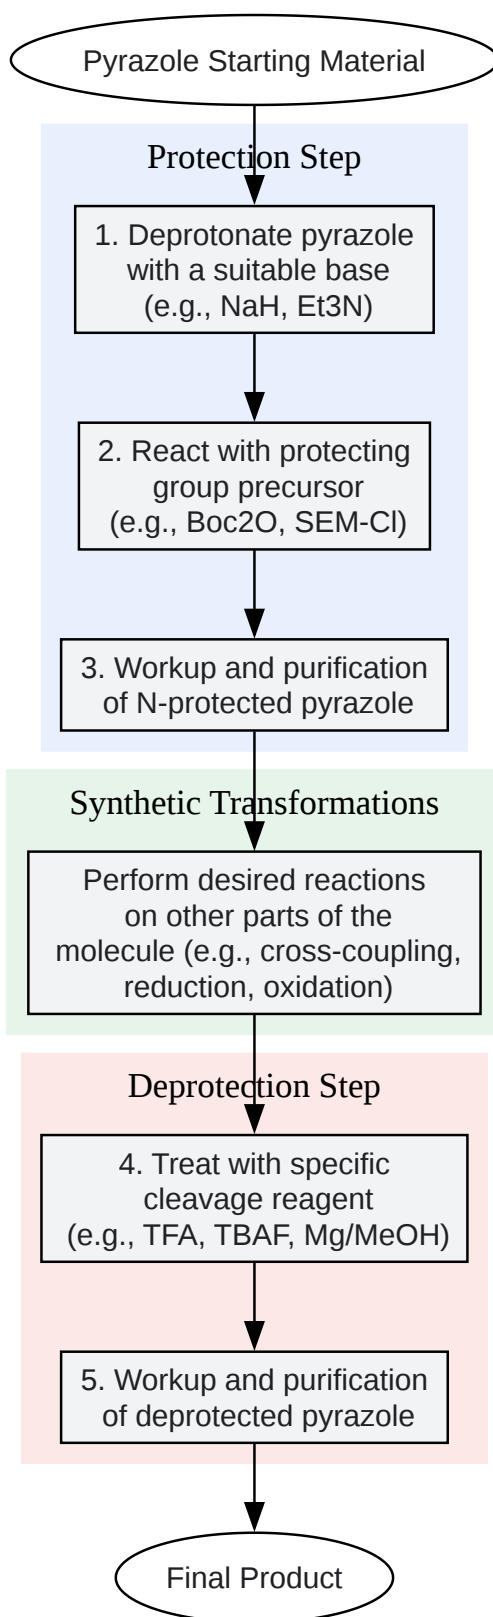 Pyrazole Starting Material
Protection Step
1. Deprotonate pyrazole
with a suitable base
(e.g., NaH, Et3N)
2. React with protecting
group precursor
(e.g., Boc2O, SEM-Cl)
3. Workup and purification
of N-protected pyrazole
Synthetic Transformations
Perform desired reactions
on other parts of the
molecule (e.g., cross-coupling,
reduction, oxidation)
Deprotection Step
4. Treat with specific
cleavage reagent
(e.g., TFA, TBAF, Mg/MeOH)
5. Workup and purification
of deprotected pyrazole
Final Product